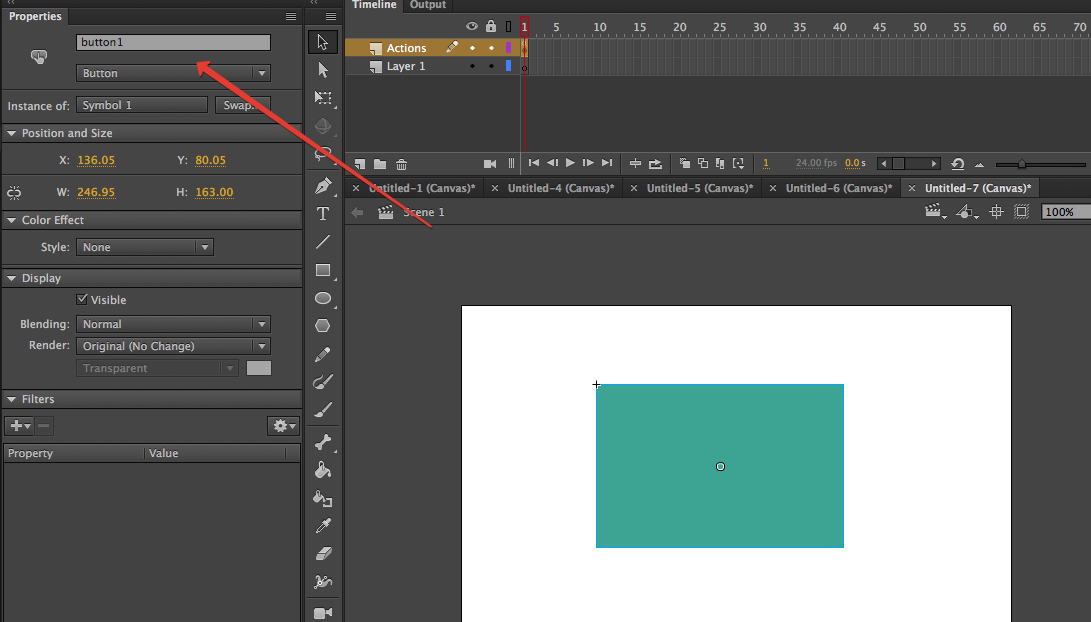 Properties
button1
Button
Instance of: Symbol 1 Swap...
Position and Size
X: 136.05 Y: 80.05
W: 246.95 H: 163.00
Color Effect
Style: None
Display
Visible
Blending: Normal
Render: Original (No Change)
Transparent
Filters
Property Value
Timeline Output
1 5 10 15 20 25 30 35 40 45 50 55 60 65 70
Actions
Layer 1
1 24.00 fps 0.0 s
Untitled-1 (Canvas)* Untitled-4 (Canvas)* Untitled-5 (Canvas)* Untitled-6 (Canvas)* Untitled-7 (Canvas)*
Scene 1 100%